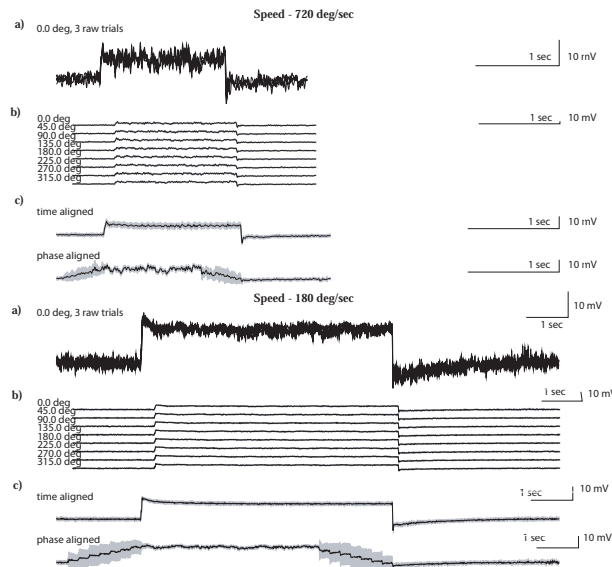 Speed - 720 deg/sec
a)
0.0 deg, 3 raw trials
1 sec
10 mV
b)
0.0 deg
45.0 deg
90.0 deg
135.0 deg
180.0 deg
225.0 deg
270.0 deg
315.0 deg
1 sec
10 mV
c)
time aligned
1 sec
10 mV
phase aligned
1 sec
10 mV
Speed - 180 deg/sec
a)
0.0 deg, 3 raw trials
10 mV
1 sec
b)
0.0 deg
45.0 deg
90.0 deg
135.0 deg
180.0 deg
225.0 deg
270.0 deg
315.0 deg
1 sec
10 mV
c)
time aligned
1 sec
10 mV
phase aligned
1 sec
10 mV